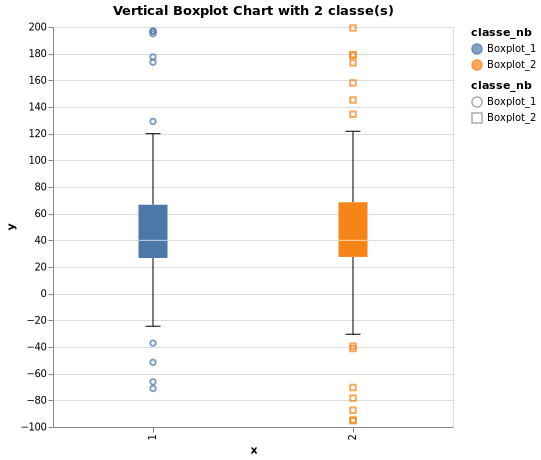 Vertical Boxplot Chart with 2 classe(s)
200
180
160
140
120
100
80
60
40
20
0
−20
−40
−60
−80
−100
y
1
2
x
classe_nb
Boxplot_1
Boxplot_2
classe_nb
Boxplot_1
Boxplot_2